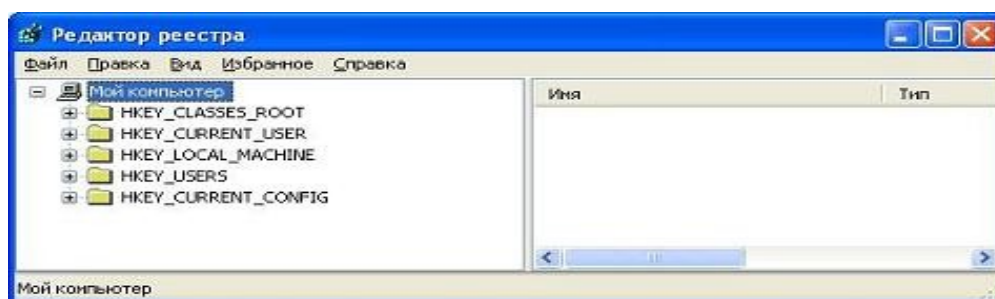 Редактор реестра
Файл Правка Вид Избранное Справка
Мой компьютер
HKEY_CLASSES_ROOT
HKEY_CURRENT_USER
HKEY_LOCAL_MACHINE
HKEY_USERS
HKEY_CURRENT_CONFIG
Имя Тип
Мой компьютер